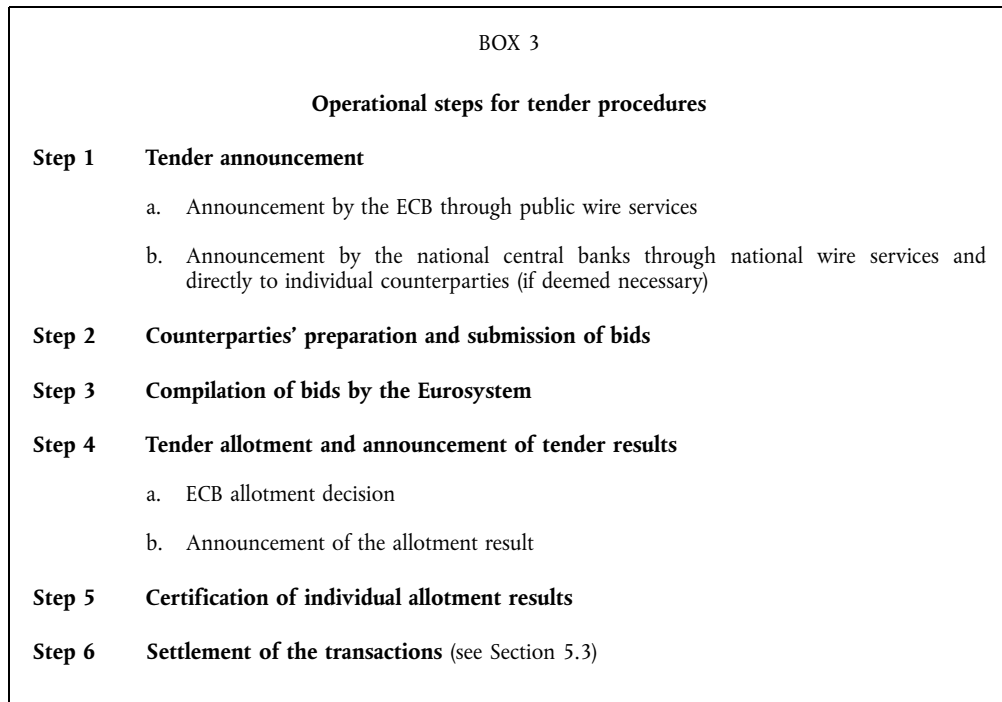 BOX 3
Operational steps for tender procedures
Step 1 Tender announcement
a. Announcement by the ECB through public wire services
b. Announcement by the national central banks through national wire services and
directly to individual counterparties (if deemed necessary)
Step 2 Counterparties’ preparation and submission of bids
Step 3 Compilation of bids by the Eurosystem
Step 4 Tender allotment and announcement of tender results
a. ECB allotment decision
b. Announcement of the allotment result
Step 5 Certification of individual allotment results
Step 6 Settlement of the transactions (see Section 5.3)